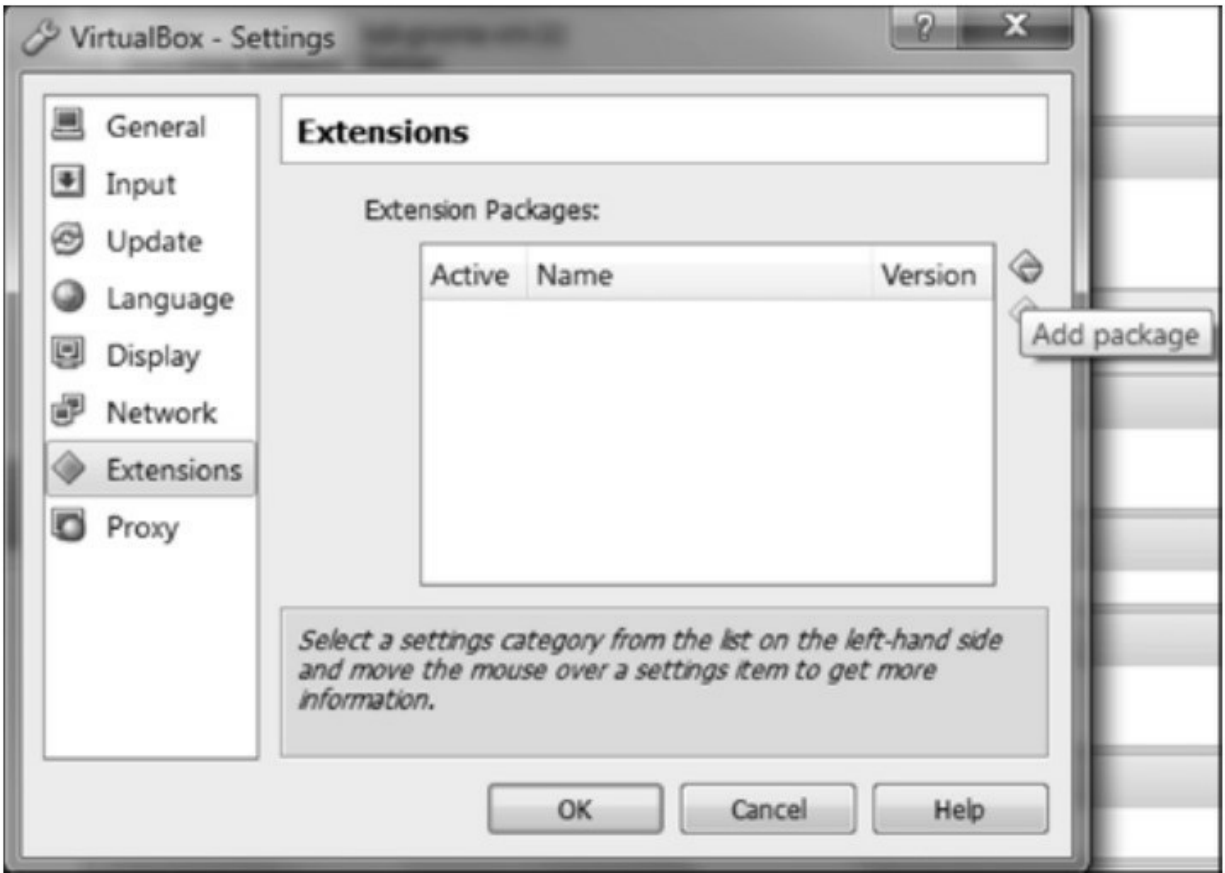 VirtualBox - Settings
General
Input
Update
Language
Display
Network
Extensions
Proxy
Extensions
Extension Packages:
Active Name Version
Add package
Select a settings category from the list on the left-hand side
and move the mouse over a settings item to get more
information.
OK Cancel Help